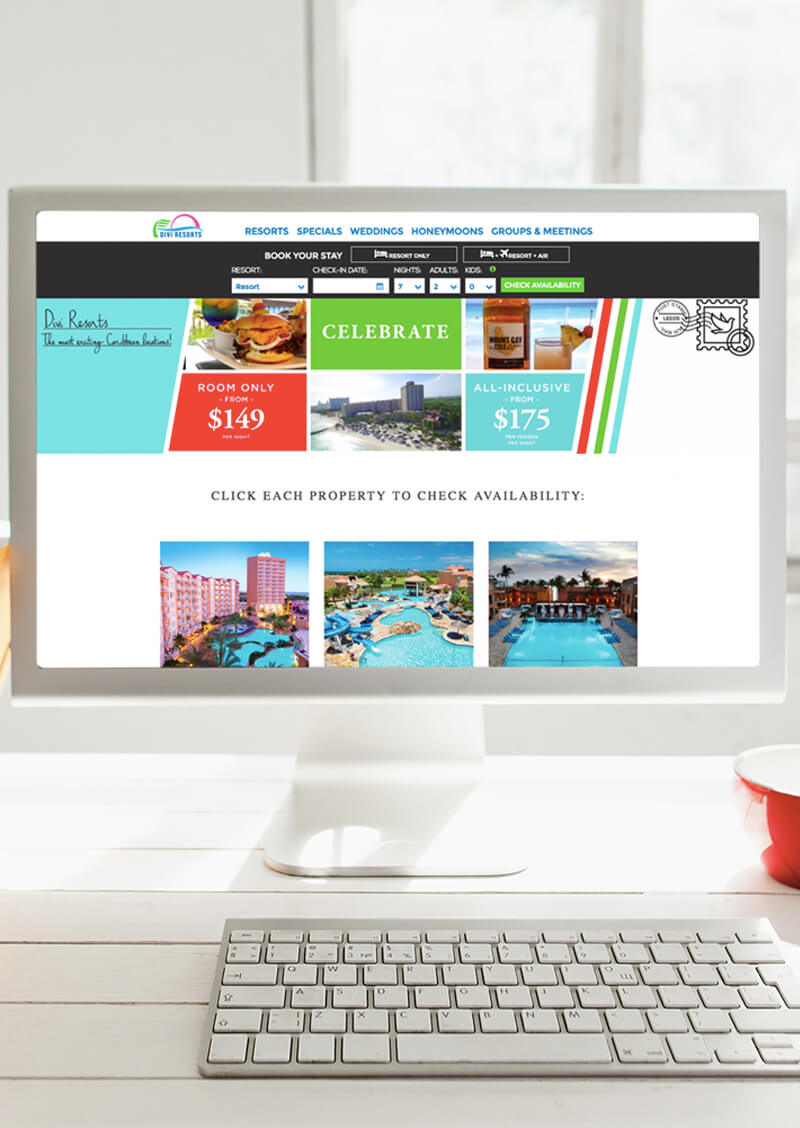 DIVI RESORTS
RESORTS SPECIALS WEDDINGS HONEYMOONS GROUPS & MEETINGS
BOOK YOUR STAY RESORT ONLY + RESORT + AIR
RESORT: CHECK-IN DATE: NIGHTS: ADULTS: KIDS:
Resort 7 2 0 CHECK AVAILABILITY
Divi Resorts
The most exciting Caribbean locations!
CELEBRATE
MOUNT GAY
LEEDS
ROOM ONLY
- FROM -
$149
PER NIGHT
ALL-INCLUSIVE
- FROM -
$175
PER PERSON
PER NIGHT
CLICK EACH PROPERTY TO CHECK AVAILABILITY:
Q W E R T Y U I O P
A S D F G H J K L
Z X C V B N M
cmd